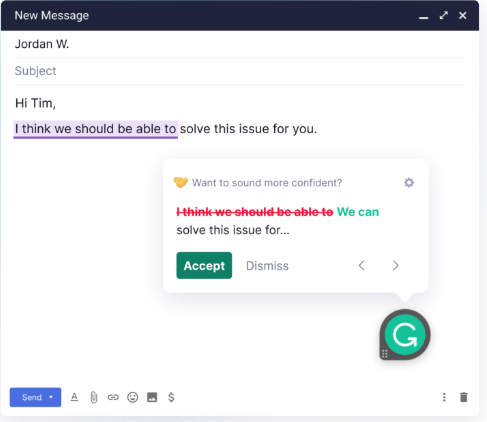 New Message
Jordan W.
Subject
Hi Tim,
I think we should be able to solve this issue for you.
Want to sound more confident?
I think we should be able to We can
solve this issue for...
Accept Dismiss
Send